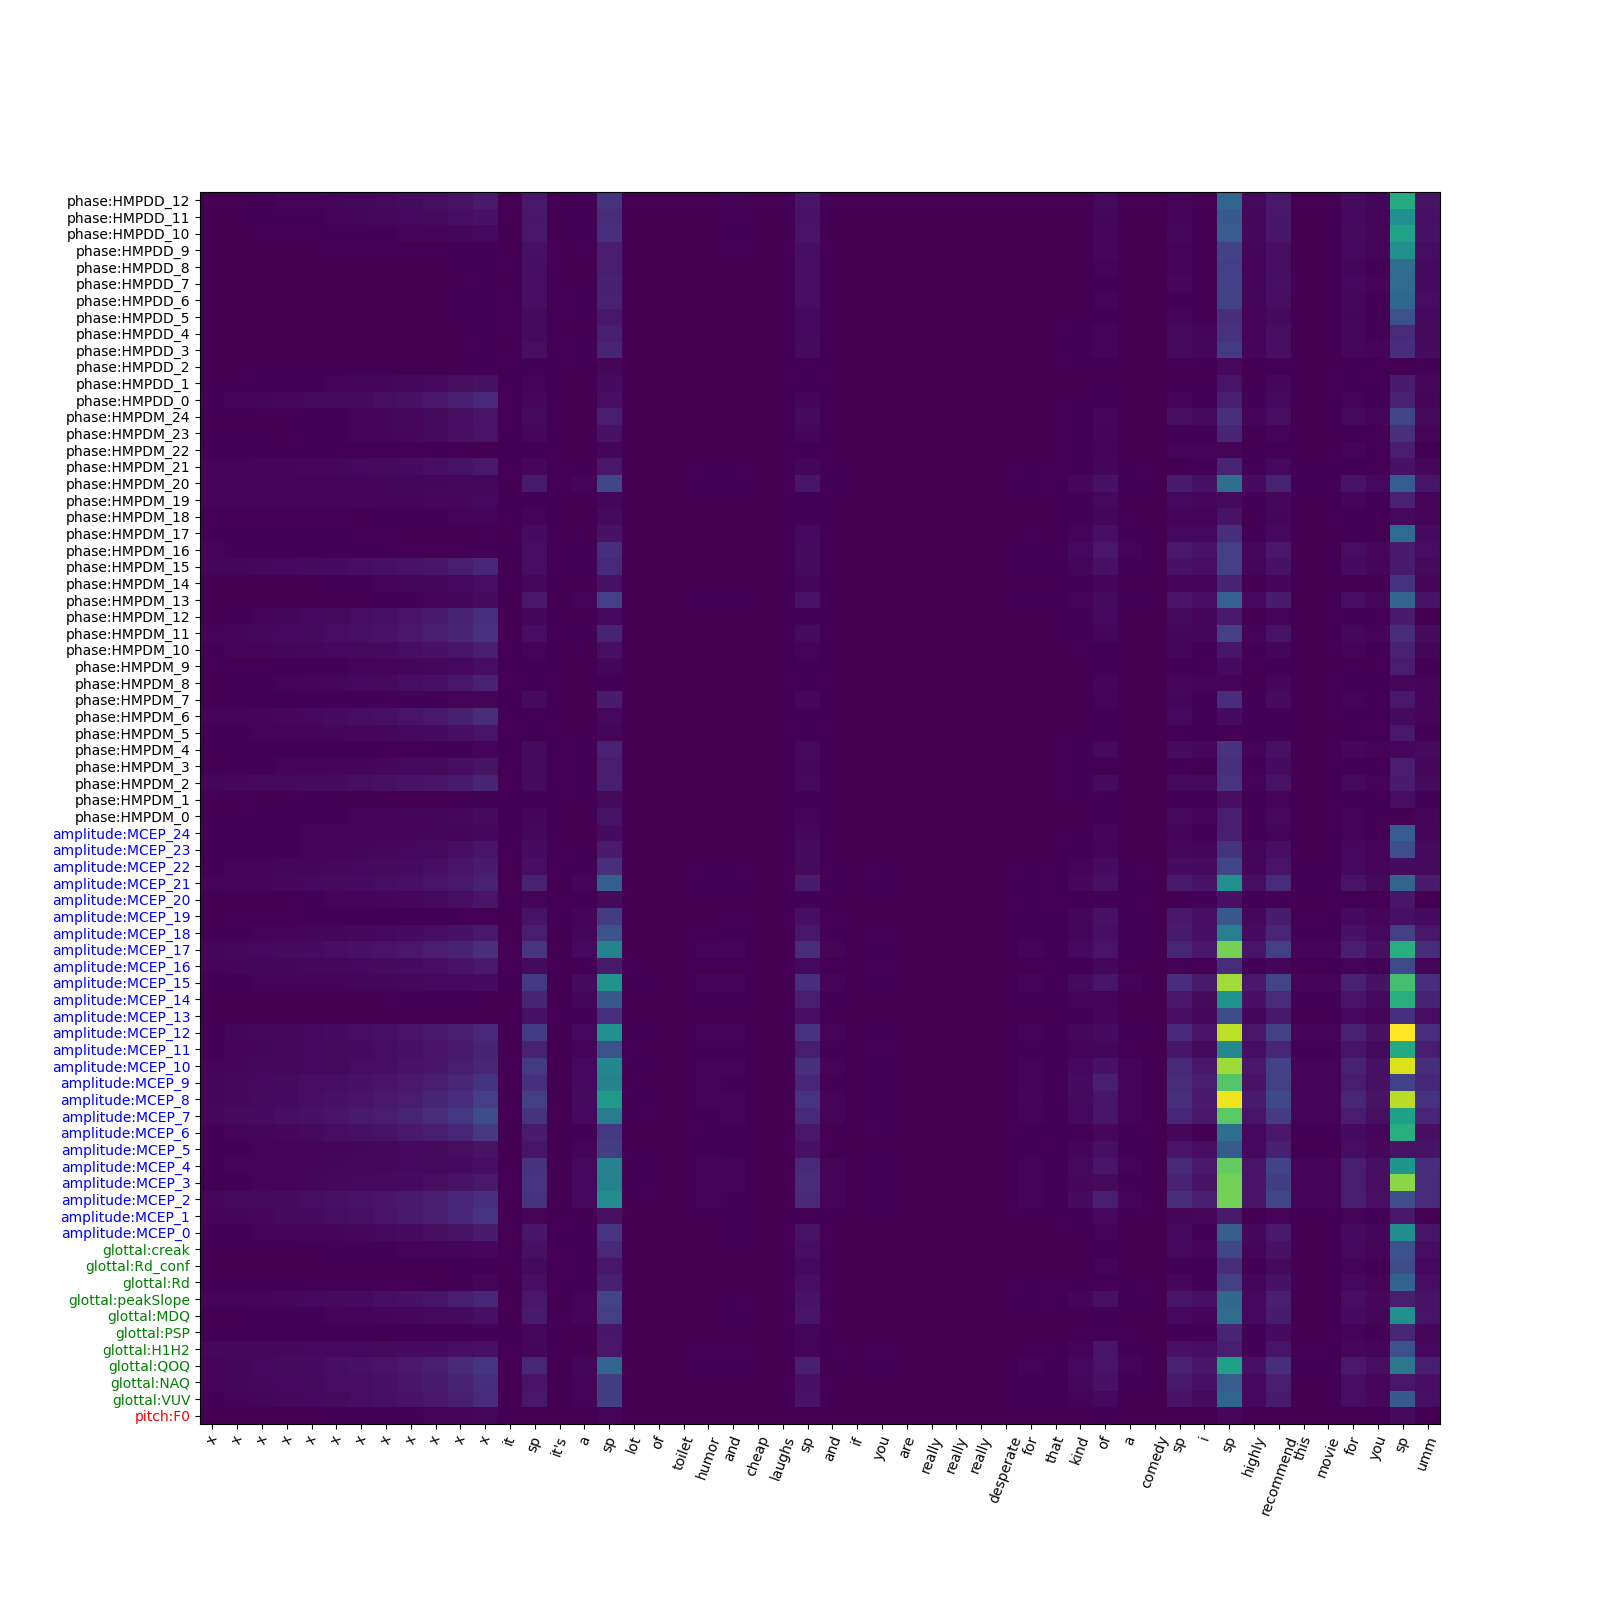 phase:HMPDD_12
phase:HMPDD_11
phase:HMPDD_10
phase:HMPDD_9
phase:HMPDD_8
phase:HMPDD_7
phase:HMPDD_6
phase:HMPDD_5
phase:HMPDD_4
phase:HMPDD_3
phase:HMPDD_2
phase:HMPDD_1
phase:HMPDD_0
phase:HMPDM_24
phase:HMPDM_23
phase:HMPDM_22
phase:HMPDM_21
phase:HMPDM_20
phase:HMPDM_19
phase:HMPDM_18
phase:HMPDM_17
phase:HMPDM_16
phase:HMPDM_15
phase:HMPDM_14
phase:HMPDM_13
phase:HMPDM_12
phase:HMPDM_11
phase:HMPDM_10
phase:HMPDM_9
phase:HMPDM_8
phase:HMPDM_7
phase:HMPDM_6
phase:HMPDM_5
phase:HMPDM_4
phase:HMPDM_3
phase:HMPDM_2
phase:HMPDM_1
phase:HMPDM_0
amplitude:MCEP_24
amplitude:MCEP_23
amplitude:MCEP_22
amplitude:MCEP_21
amplitude:MCEP_20
amplitude:MCEP_19
amplitude:MCEP_18
amplitude:MCEP_17
amplitude:MCEP_16
amplitude:MCEP_15
amplitude:MCEP_14
amplitude:MCEP_13
amplitude:MCEP_12
amplitude:MCEP_11
amplitude:MCEP_10
amplitude:MCEP_9
amplitude:MCEP_8
amplitude:MCEP_7
amplitude:MCEP_6
amplitude:MCEP_5
amplitude:MCEP_4
amplitude:MCEP_3
amplitude:MCEP_2
amplitude:MCEP_1
amplitude:MCEP_0
glottal:creak
glottal:Rd_conf
glottal:Rd
glottal:peakSlope
glottal:MDQ
glottal:PSP
glottal:H1H2
glottal:QOQ
glottal:NAQ
glottal:VUV
pitch:F0
x x x x x x x x x x x x it sp it's a sp lot of toilet humor and cheap laughs sp and if you are really really really desperate for that kind of a comedy sp i sp highly recommend this movie for you sp umm